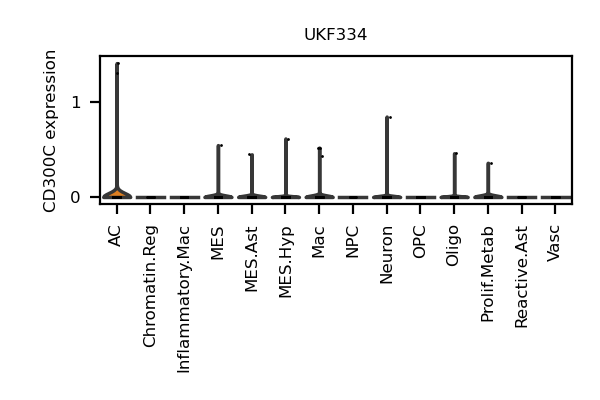 UKF334
CD300C expression
1
0
AC
Chromatin.Reg
Inflammatory.Mac
MES
MES.Ast
MES.Hyp
Mac
NPC
Neuron
OPC
Oligo
Prolif.Metab
Reactive.Ast
Vasc